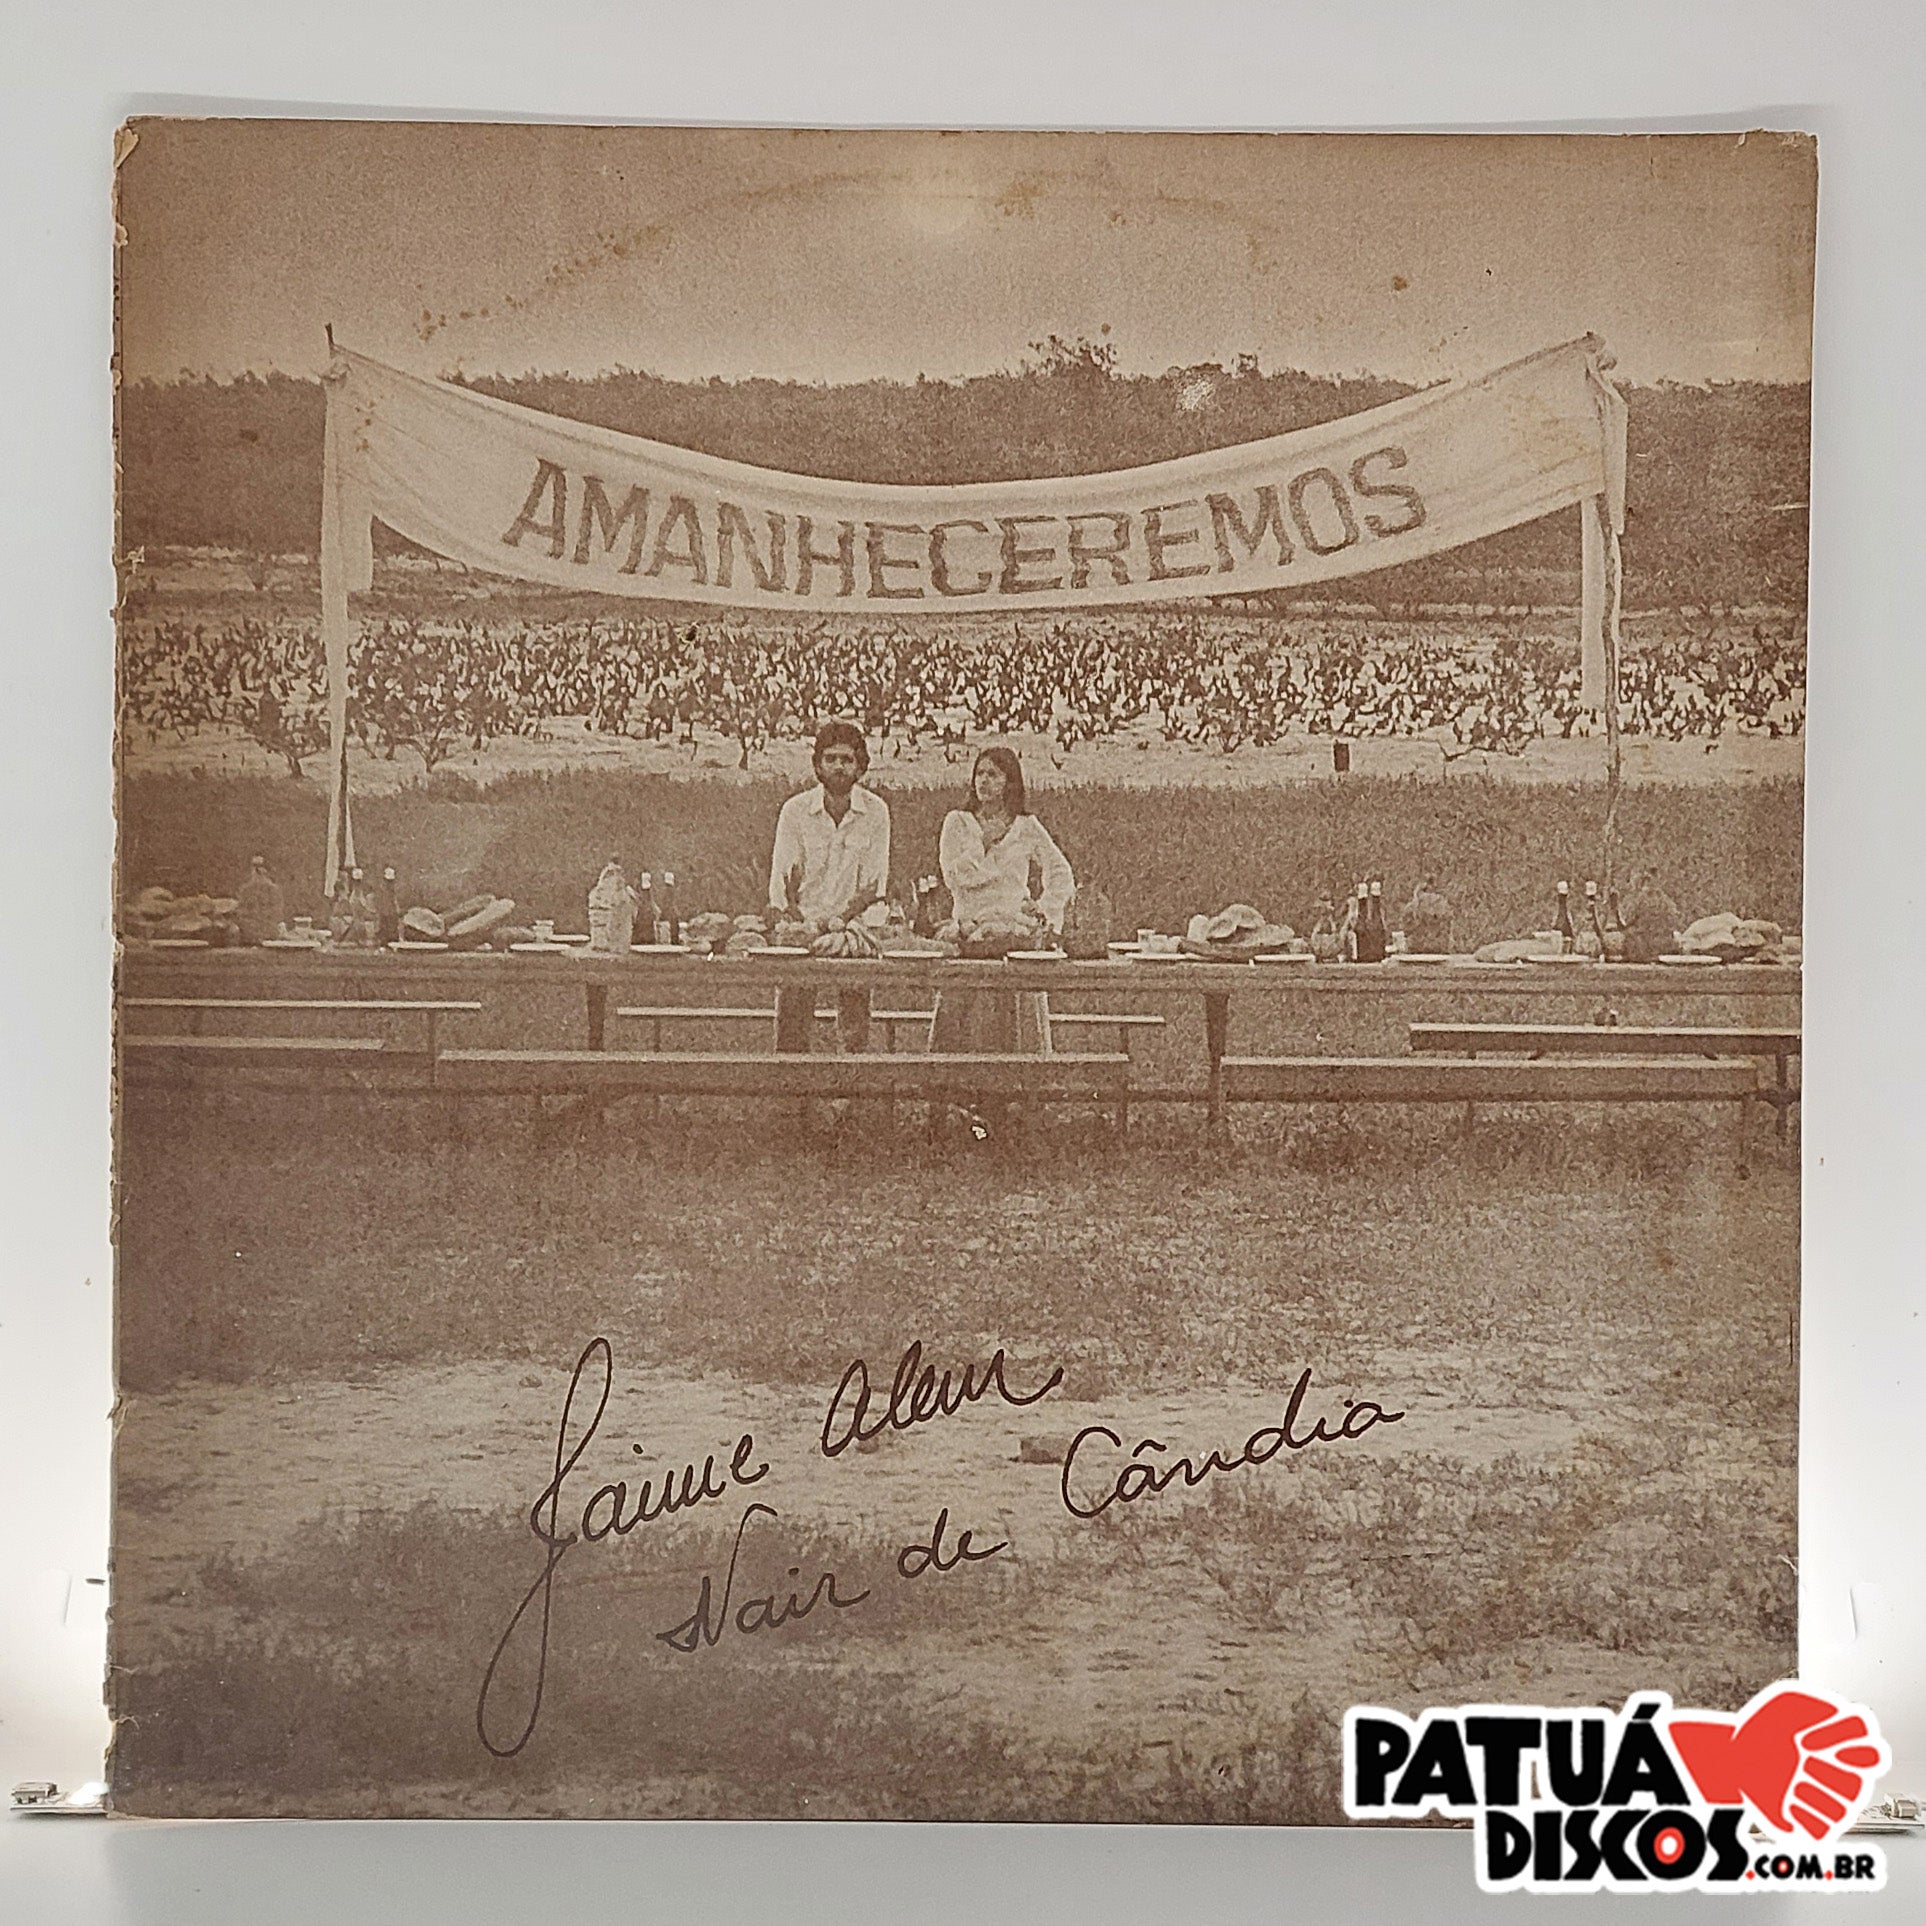 AMANHECEREMOS
Jaime Alem
Nair de Cândia
PATUÁ
DISCOS.COM.BR